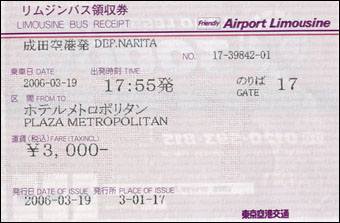 リムジンバス領収券
LIMOUSINE BUS RECEIPT
Friendly Airport Limousine
成田空港発 DEP.NARITA
NO. 17-39842-01
乗車日 DATE 出発時刻 TIME
2006-03-19 17:55発 のりば GATE 17
区 間 FROM TO
ホテルメトロポリタン
PLAZA METROPOLITAN
運賃(税込)FARE(TAXINCL)
¥3,000-
発行日 DATE OF ISSUE 発行所 PLACE OF ISSUE
2006-03-19 3-01-17
東京空港交通